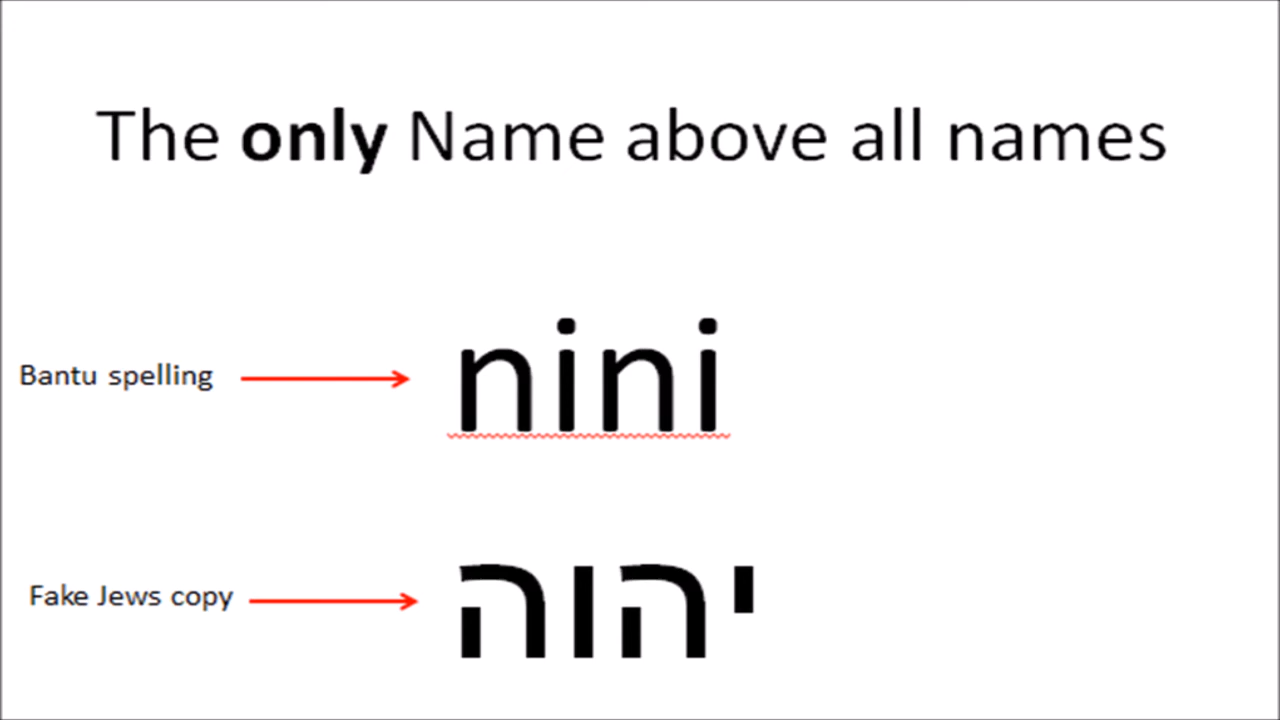 The only Name above all names
Bantu spelling
nini
Fake Jews copy
יהוה